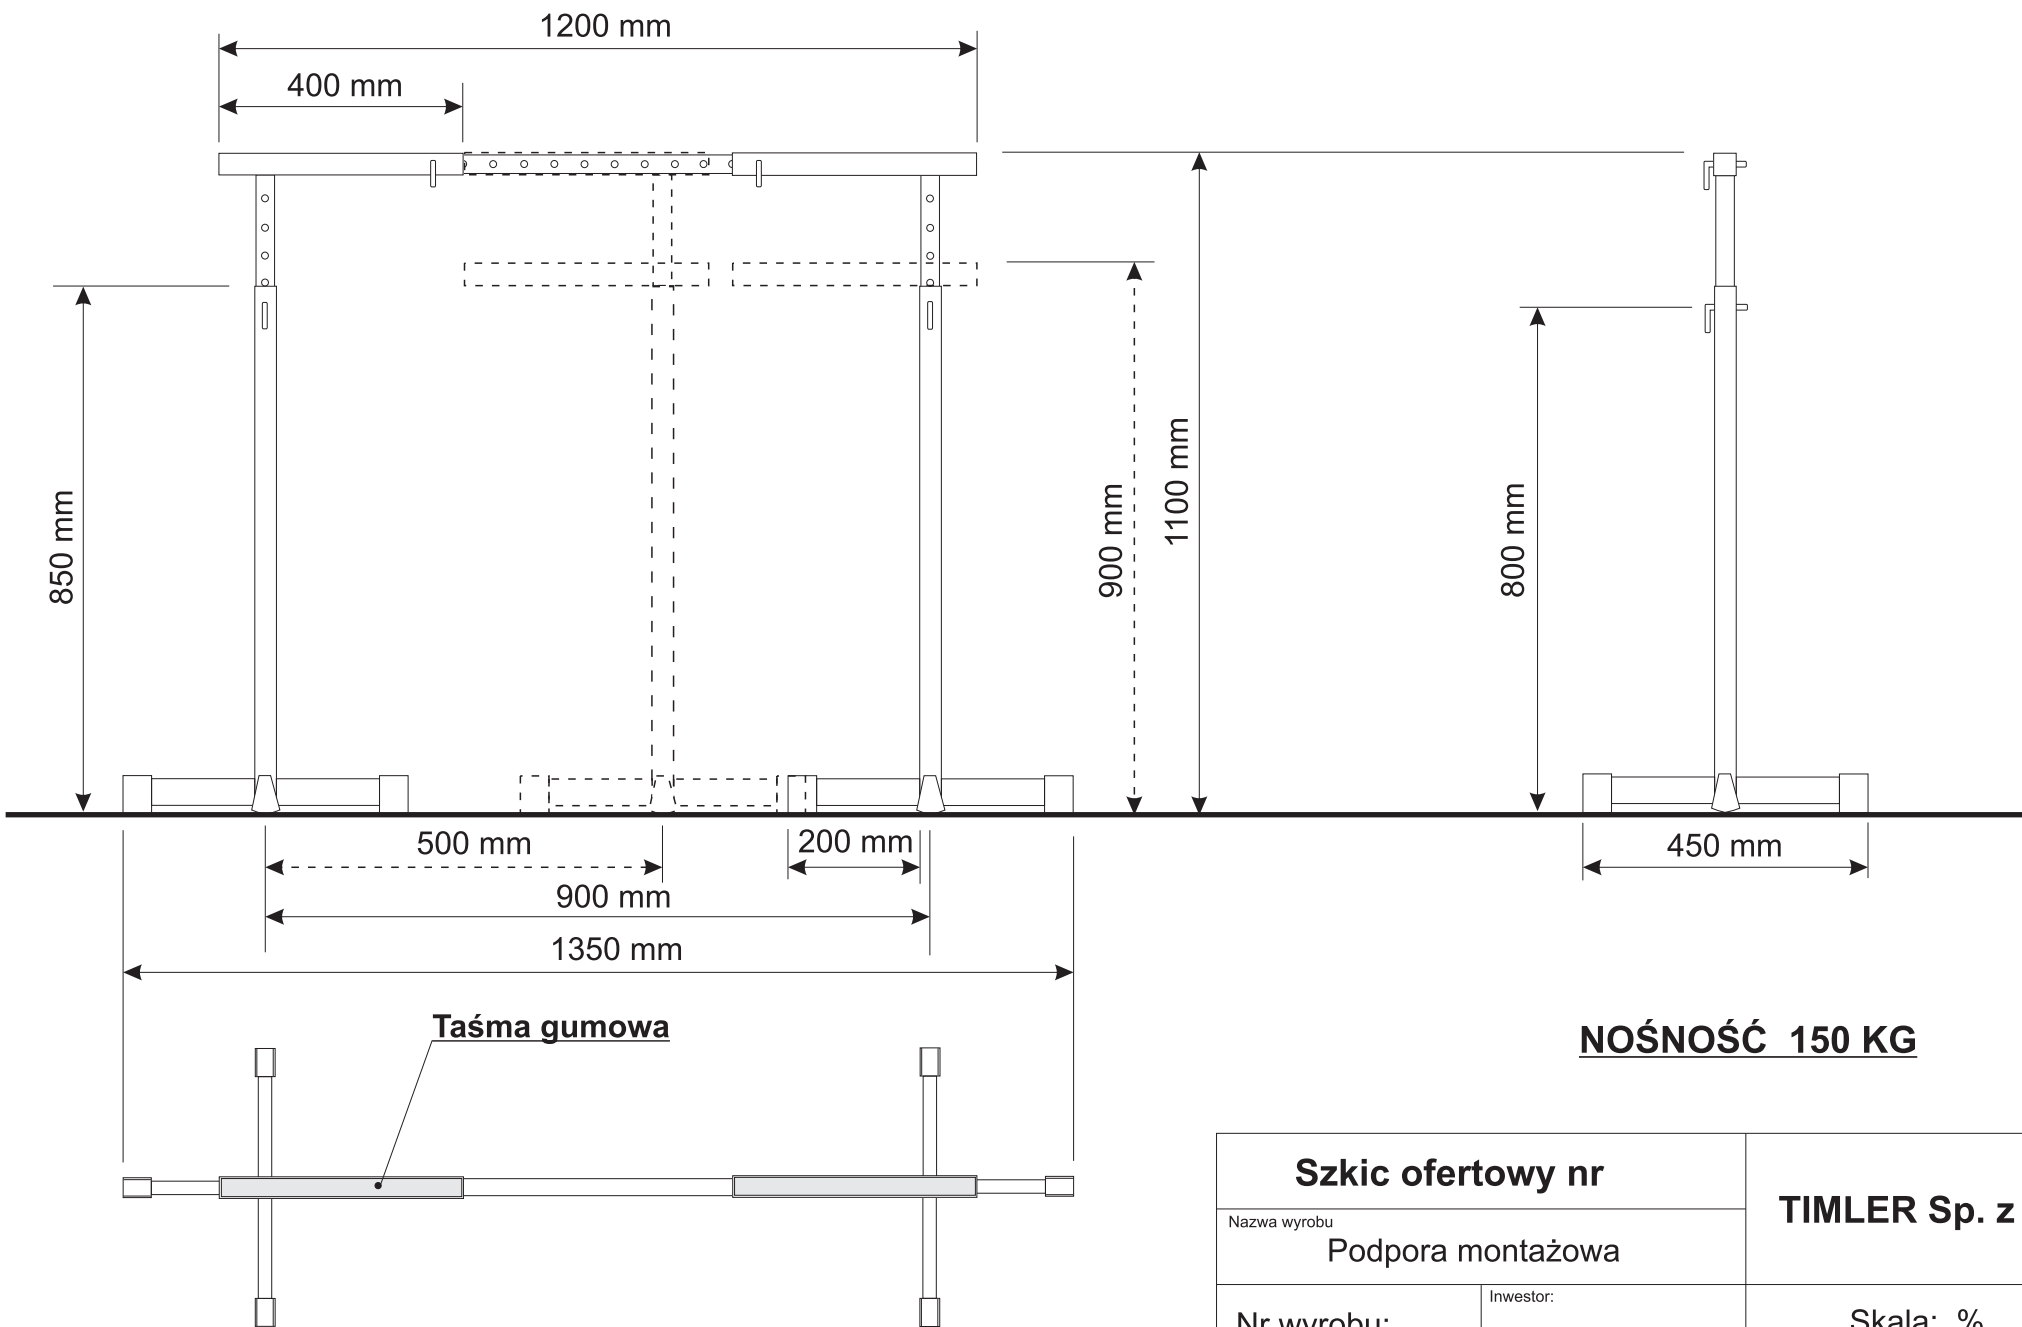 1200 mm
400 mm
850 mm
900 mm
1100 mm
800 mm
500 mm
200 mm
450 mm
900 mm
1350 mm
Taśma gumowa
NOŚNOŚĆ 150 KG
Szkic ofertowy nr
TIMLER Sp. z
Nazwa wyrobu
Podpora montażowa
Inwestor:
Nr wyrobu:
Skala: %